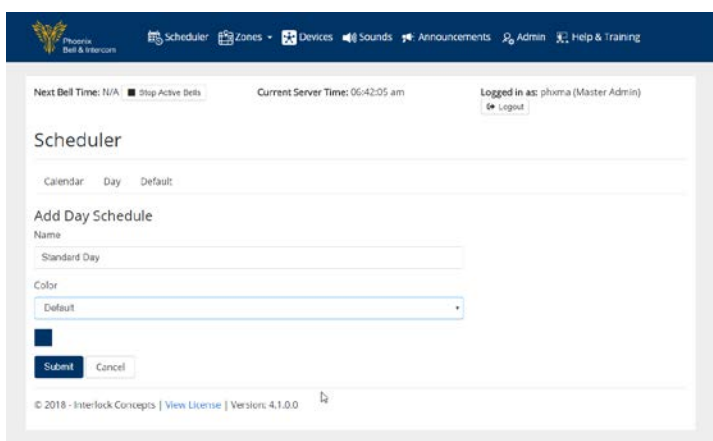 Phoenix
Bell & Intercom
Scheduler Zones Devices Sounds Announcements Admin Help & Training
Next Bell Time: N/A Stop Active Bells Current Server Time: 06:42:05 am Logged in as: phxma (Master Admin)
Logout
Scheduler
Calendar Day Default
Add Day Schedule
Name
Standard Day
Color
Default
Submit Cancel
© 2018 - Interlock Concepts | View License | Version: 4.1.0.0